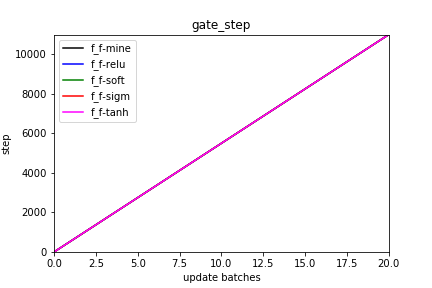 gate_step
10000
8000
6000
4000
2000
0
step
f_f-mine
f_f-relu
f_f-soft
f_f-sigm
f_f-tanh
0.0 2.5 5.0 7.5 10.0 12.5 15.0 17.5 20.0
update batches